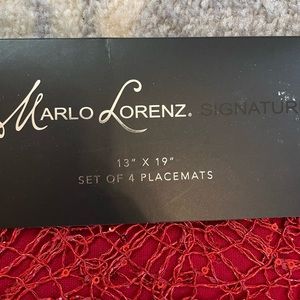 MARLO LORENZ® SIGNATUR
13" X 19"
SET OF 4 PLACEMATS